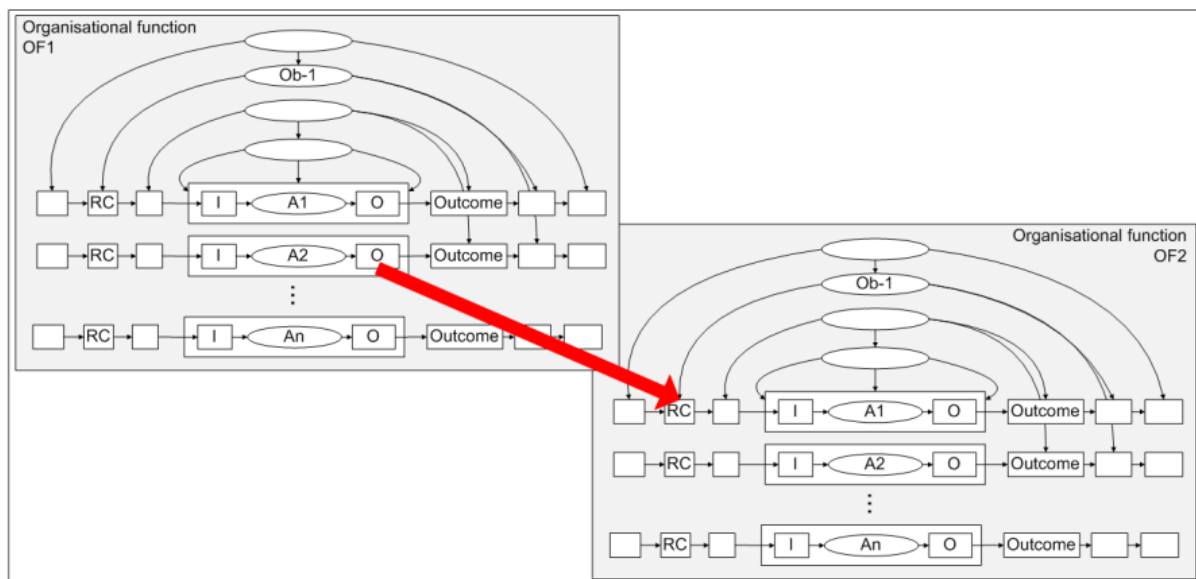 Organisational function
OF1
Ob-1
RC I A1 O Outcome
RC I A2 O Outcome
⋮
RC I An O Outcome
Organisational function
OF2
Ob-1
RC I A1 O Outcome
RC I A2 O Outcome
⋮
RC I An O Outcome